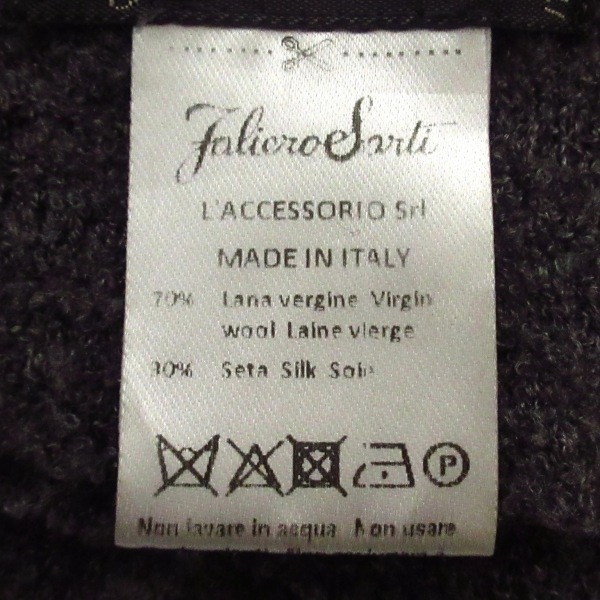 Faliero Sarti
L'ACCESSORIO Srl
MADE IN ITALY
70% Lana vergine Virgin
wool Laine vierge
30% Seta Silk Soie
P
Non lavare in acqua Non usare